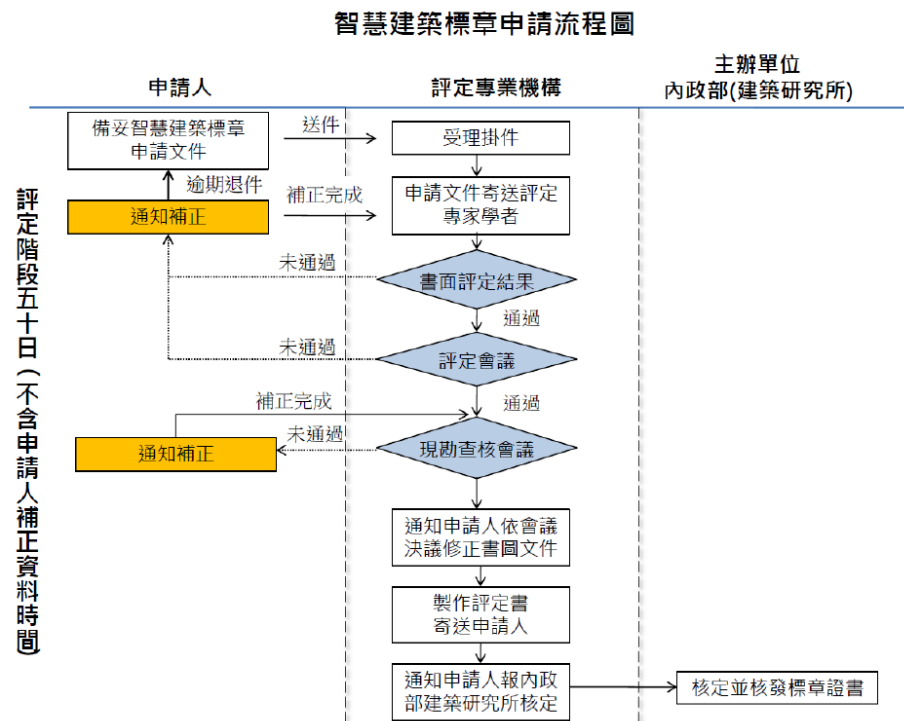 智慧建築標章申請流程圖
申請人
評定專業機構
主辦單位
內政部(建築研究所)
評定階段五十日(不含申請人補正資料時間)
備妥智慧建築標章
申請文件
送件
受理掛件
逾期退件
通知補正
補正完成
申請文件寄送評定
專家學者
未通過
書面評定結果
通過
未通過
評定會議
補正完成
通過
通知補正
未通過
現勘查核會議
通知申請人依會議
決議修正書圖文件
製作評定書
寄送申請人
通知申請人報內政
部建築研究所核定
核定並核發標章證書